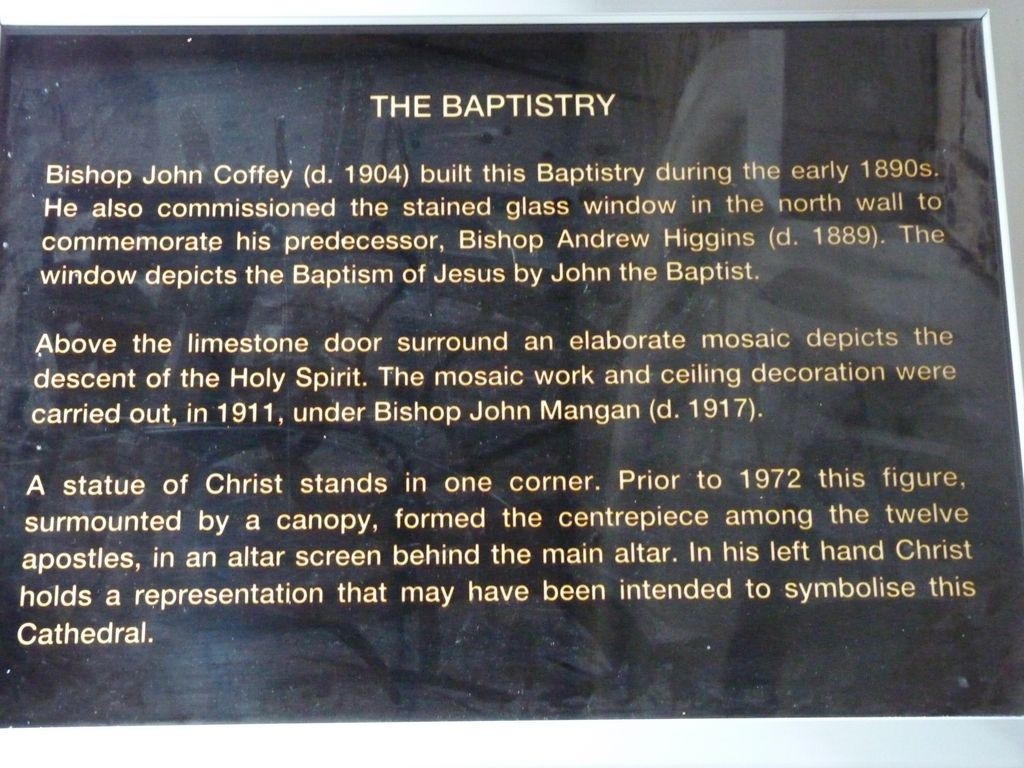 THE BAPTISTRY
Bishop John Coffey (d. 1904) built this Baptistry during the early 1890s.
He also commissioned the stained glass window in the north wall to
commemorate his predecessor, Bishop Andrew Higgins (d. 1889). The
window depicts the Baptism of Jesus by John the Baptist.
Above the limestone door surround an elaborate mosaic depicts the
descent of the Holy Spirit. The mosaic work and ceiling decoration were
carried out, in 1911, under Bishop John Mangan (d. 1917).
A statue of Christ stands in one corner. Prior to 1972 this figure,
surmounted by a canopy, formed the centrepiece among the twelve
apostles, in an altar screen behind the main altar. In his left hand Christ
holds a representation that may have been intended to symbolise this
Cathedral.